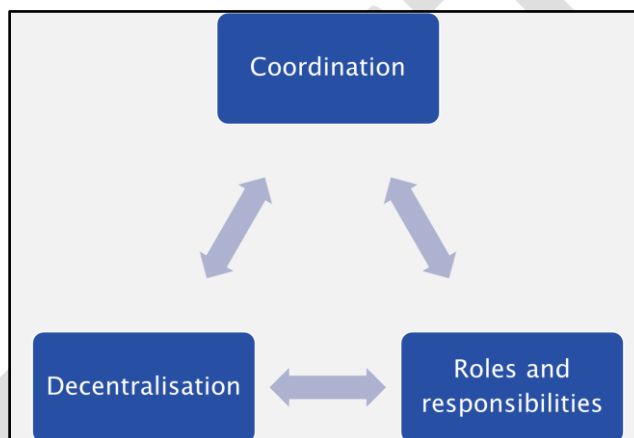 Coordination
Decentralisation
Roles and
responsibilities